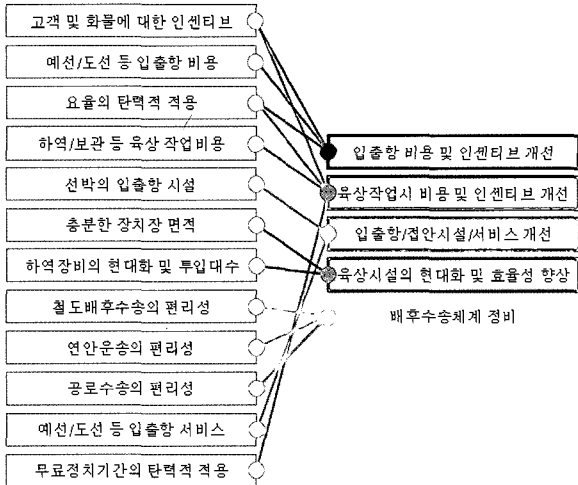 고객 및 화물에 대한 인센티브
예선/도선 등 입출항 비용
요율의 탄력적 적용
하역/보관 등 육상 작업비용
선박의 입출항 시설
충분한 장치장 면적
하역장비의 현대화 및 투입대수
철도배후수송의 편리성
연안운송의 편리성
공로수송의 편리성
예선/도선 등 입출항 서비스
무료정치기간의 탄력적 적용
입출항 비용 및 인센티브 개선
육상작업시 비용 및 인센티브 개선
입출항/접안시설/서비스 개선
육상시설의 현대화 및 효율성 향상
배후수송체계 정비